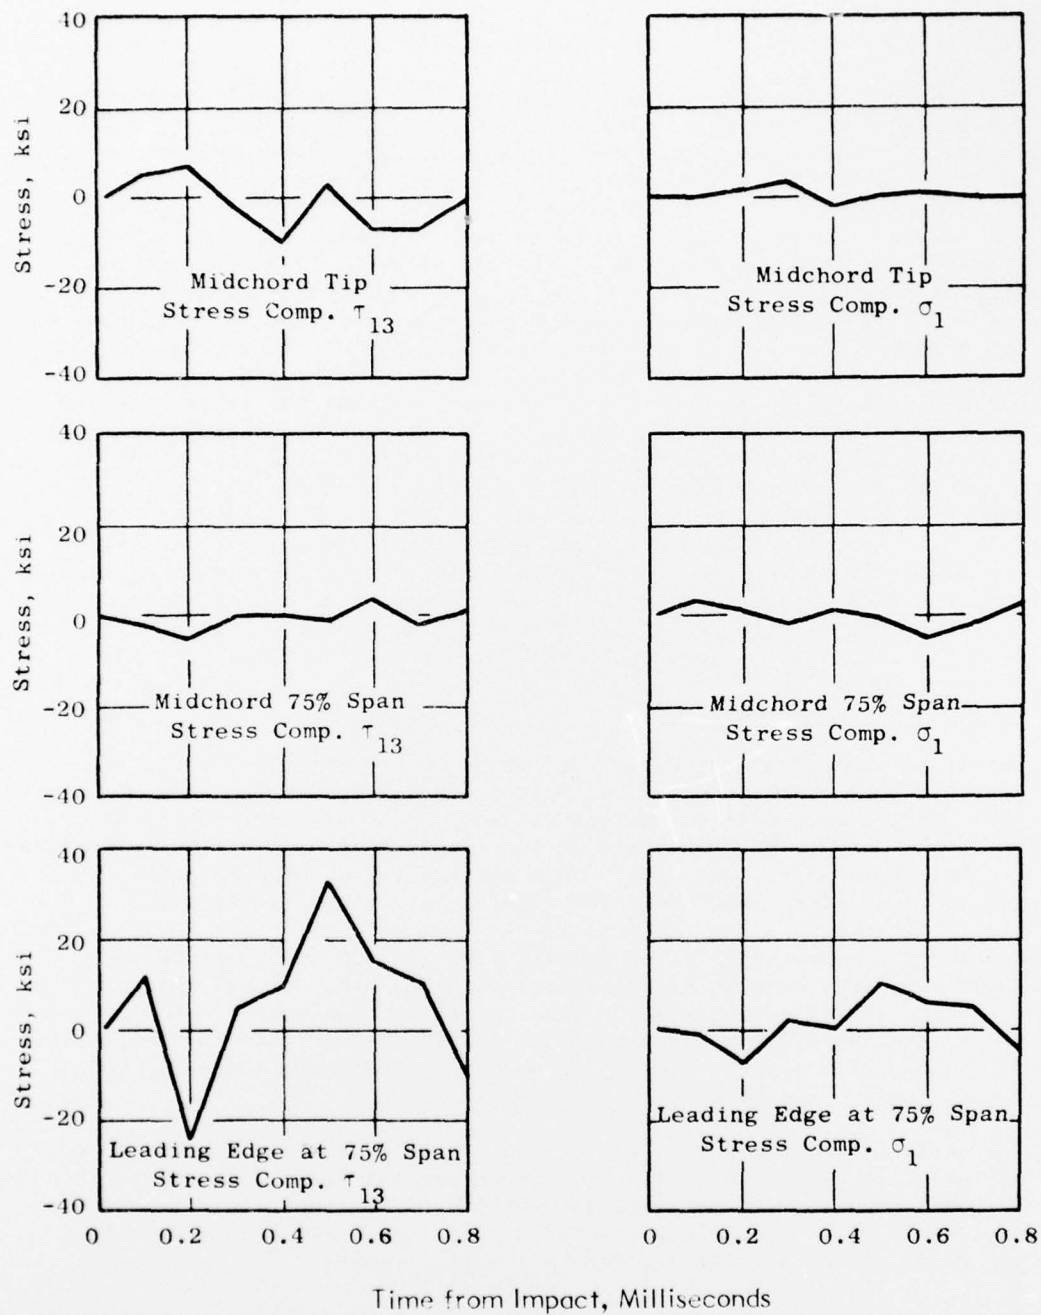 40
20
0
-20
-40
Stress, ksi
Midchord Tip
Stress Comp. τ13
Midchord Tip
Stress Comp. σ1
40
20
0
-20
-40
Stress, ksi
Midchord 75% Span
Stress Comp. τ13
Midchord 75% Span
Stress Comp. σ1
40
20
0
-20
-40
Stress, ksi
Leading Edge at 75% Span
Stress Comp. τ13
Leading Edge at 75% Span
Stress Comp. σ1
0 0.2 0.4 0.6 0.8
0 0.2 0.4 0.6 0.8
Time from Impact, Milliseconds